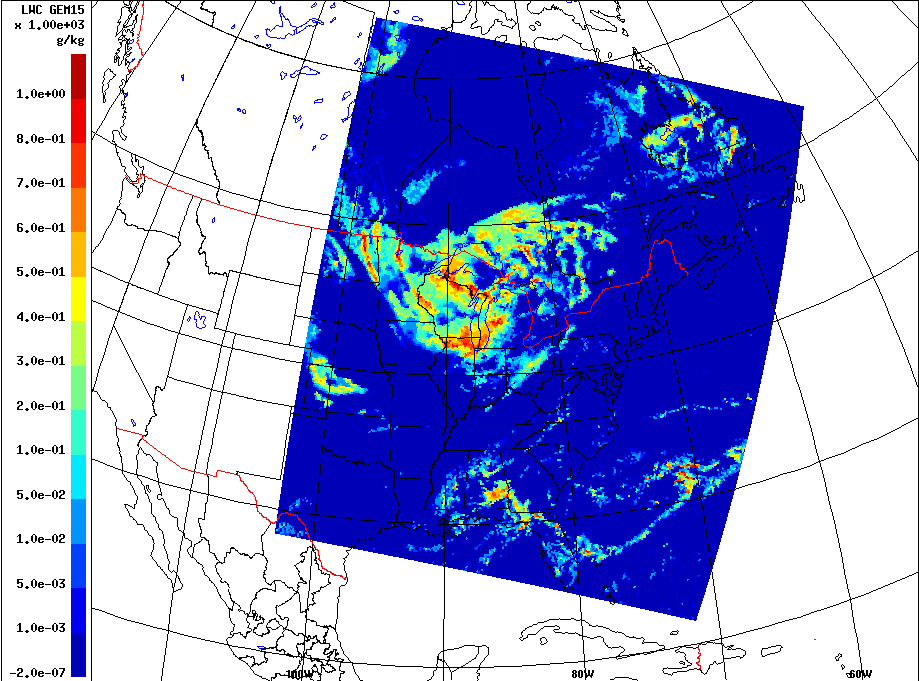 LWC GEM15
x 1.00e+03
g/kg
1.0e+00
8.0e-01
7.0e-01
6.0e-01
5.0e-01
4.0e-01
3.0e-01
2.0e-01
1.0e-01
5.0e-02
1.0e-02
5.0e-03
1.0e-03
-2.0e-07
100W 80W 60W